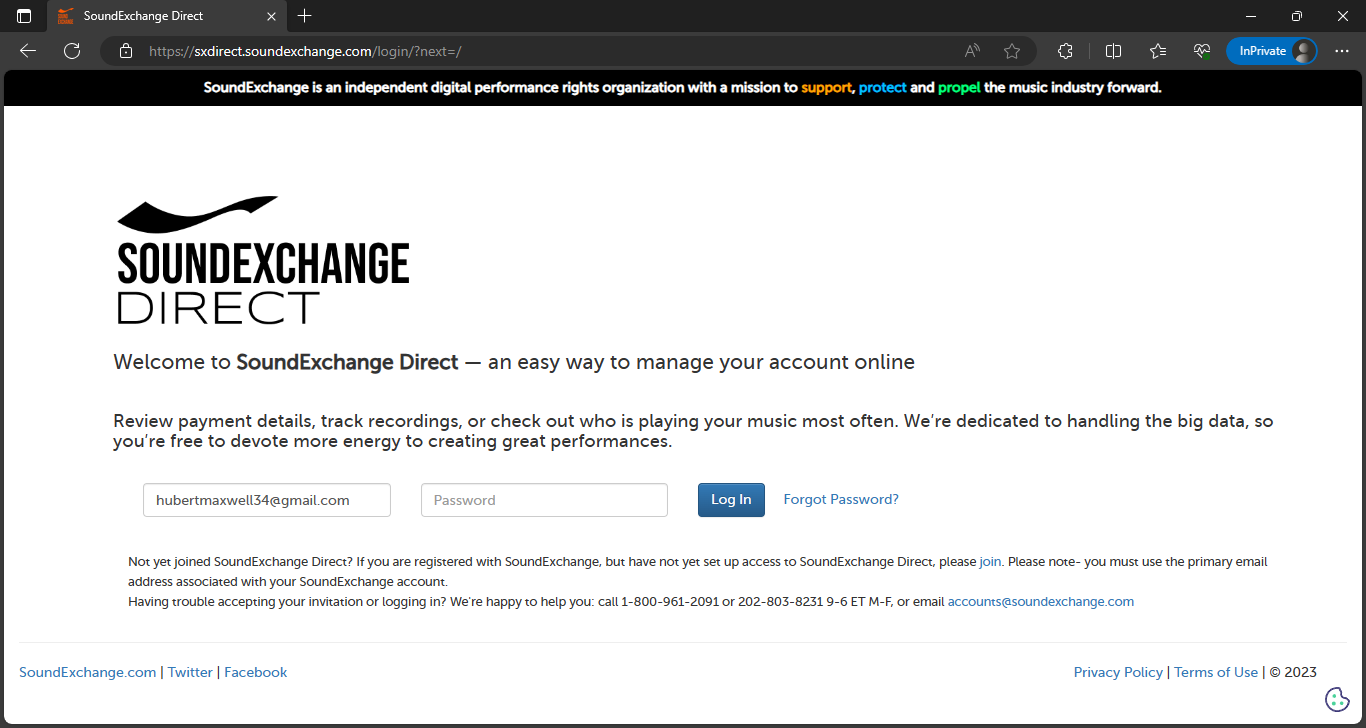 SoundExchange Direct
https://sxdirect.soundexchange.com/login/?next=/
InPrivate
SoundExchange is an independent digital performance rights organization with a mission to support, protect and propel the music industry forward.
SOUNDEXCHANGE
DIRECT
Welcome to SoundExchange Direct — an easy way to manage your account online
Review payment details, track recordings, or check out who is playing your music most often. We're dedicated to handling the big data, so
you're free to devote more energy to creating great performances.
hubertmaxwell34@gmail.com Password Log In Forgot Password?
Not yet joined SoundExchange Direct? If you are registered with SoundExchange, but have not yet set up access to SoundExchange Direct, please join. Please note- you must use the primary email
address associated with your SoundExchange account.
Having trouble accepting your invitation or logging in? We're happy to help you: call 1-800-961-2091 or 202-803-8231 9-6 ET M-F, or email accounts@soundexchange.com
SoundExchange.com | Twitter | Facebook Privacy Policy | Terms of Use | © 2023